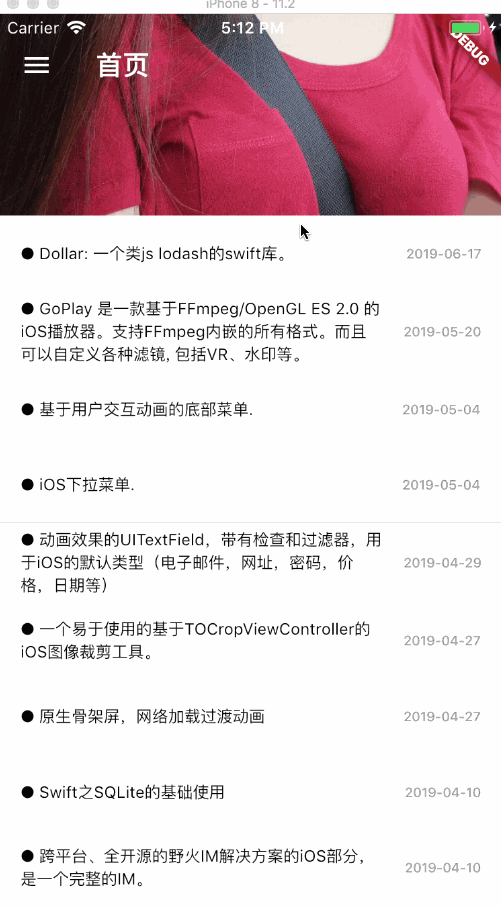 iPhone 8 - 11.2
Carrier 5:12 PM
DEBUG
首页
● Dollar: 一个类js lodash的swift库。 2019-06-17
● GoPlay 是一款基于FFmpeg/OpenGL ES 2.0 的
iOS播放器。支持FFmpeg内嵌的所有格式。而且 2019-05-20
可以自定义各种滤镜, 包括VR、水印等。
● 基于用户交互动画的底部菜单. 2019-05-04
● iOS下拉菜单. 2019-05-04
● 动画效果的UITextField，带有检查和过滤器，用
于iOS的默认类型（电子邮件，网址，密码，价 2019-04-29
格，日期等）
● 一个易于使用的基于TOCropViewController的
iOS图像裁剪工具。 2019-04-27
● 原生骨架屏，网络加载过渡动画 2019-04-27
● Swift之SQLite的基础使用 2019-04-10
● 跨平台、全开源的野火IM解决方案的iOS部分，
是一个完整的IM。 2019-04-10